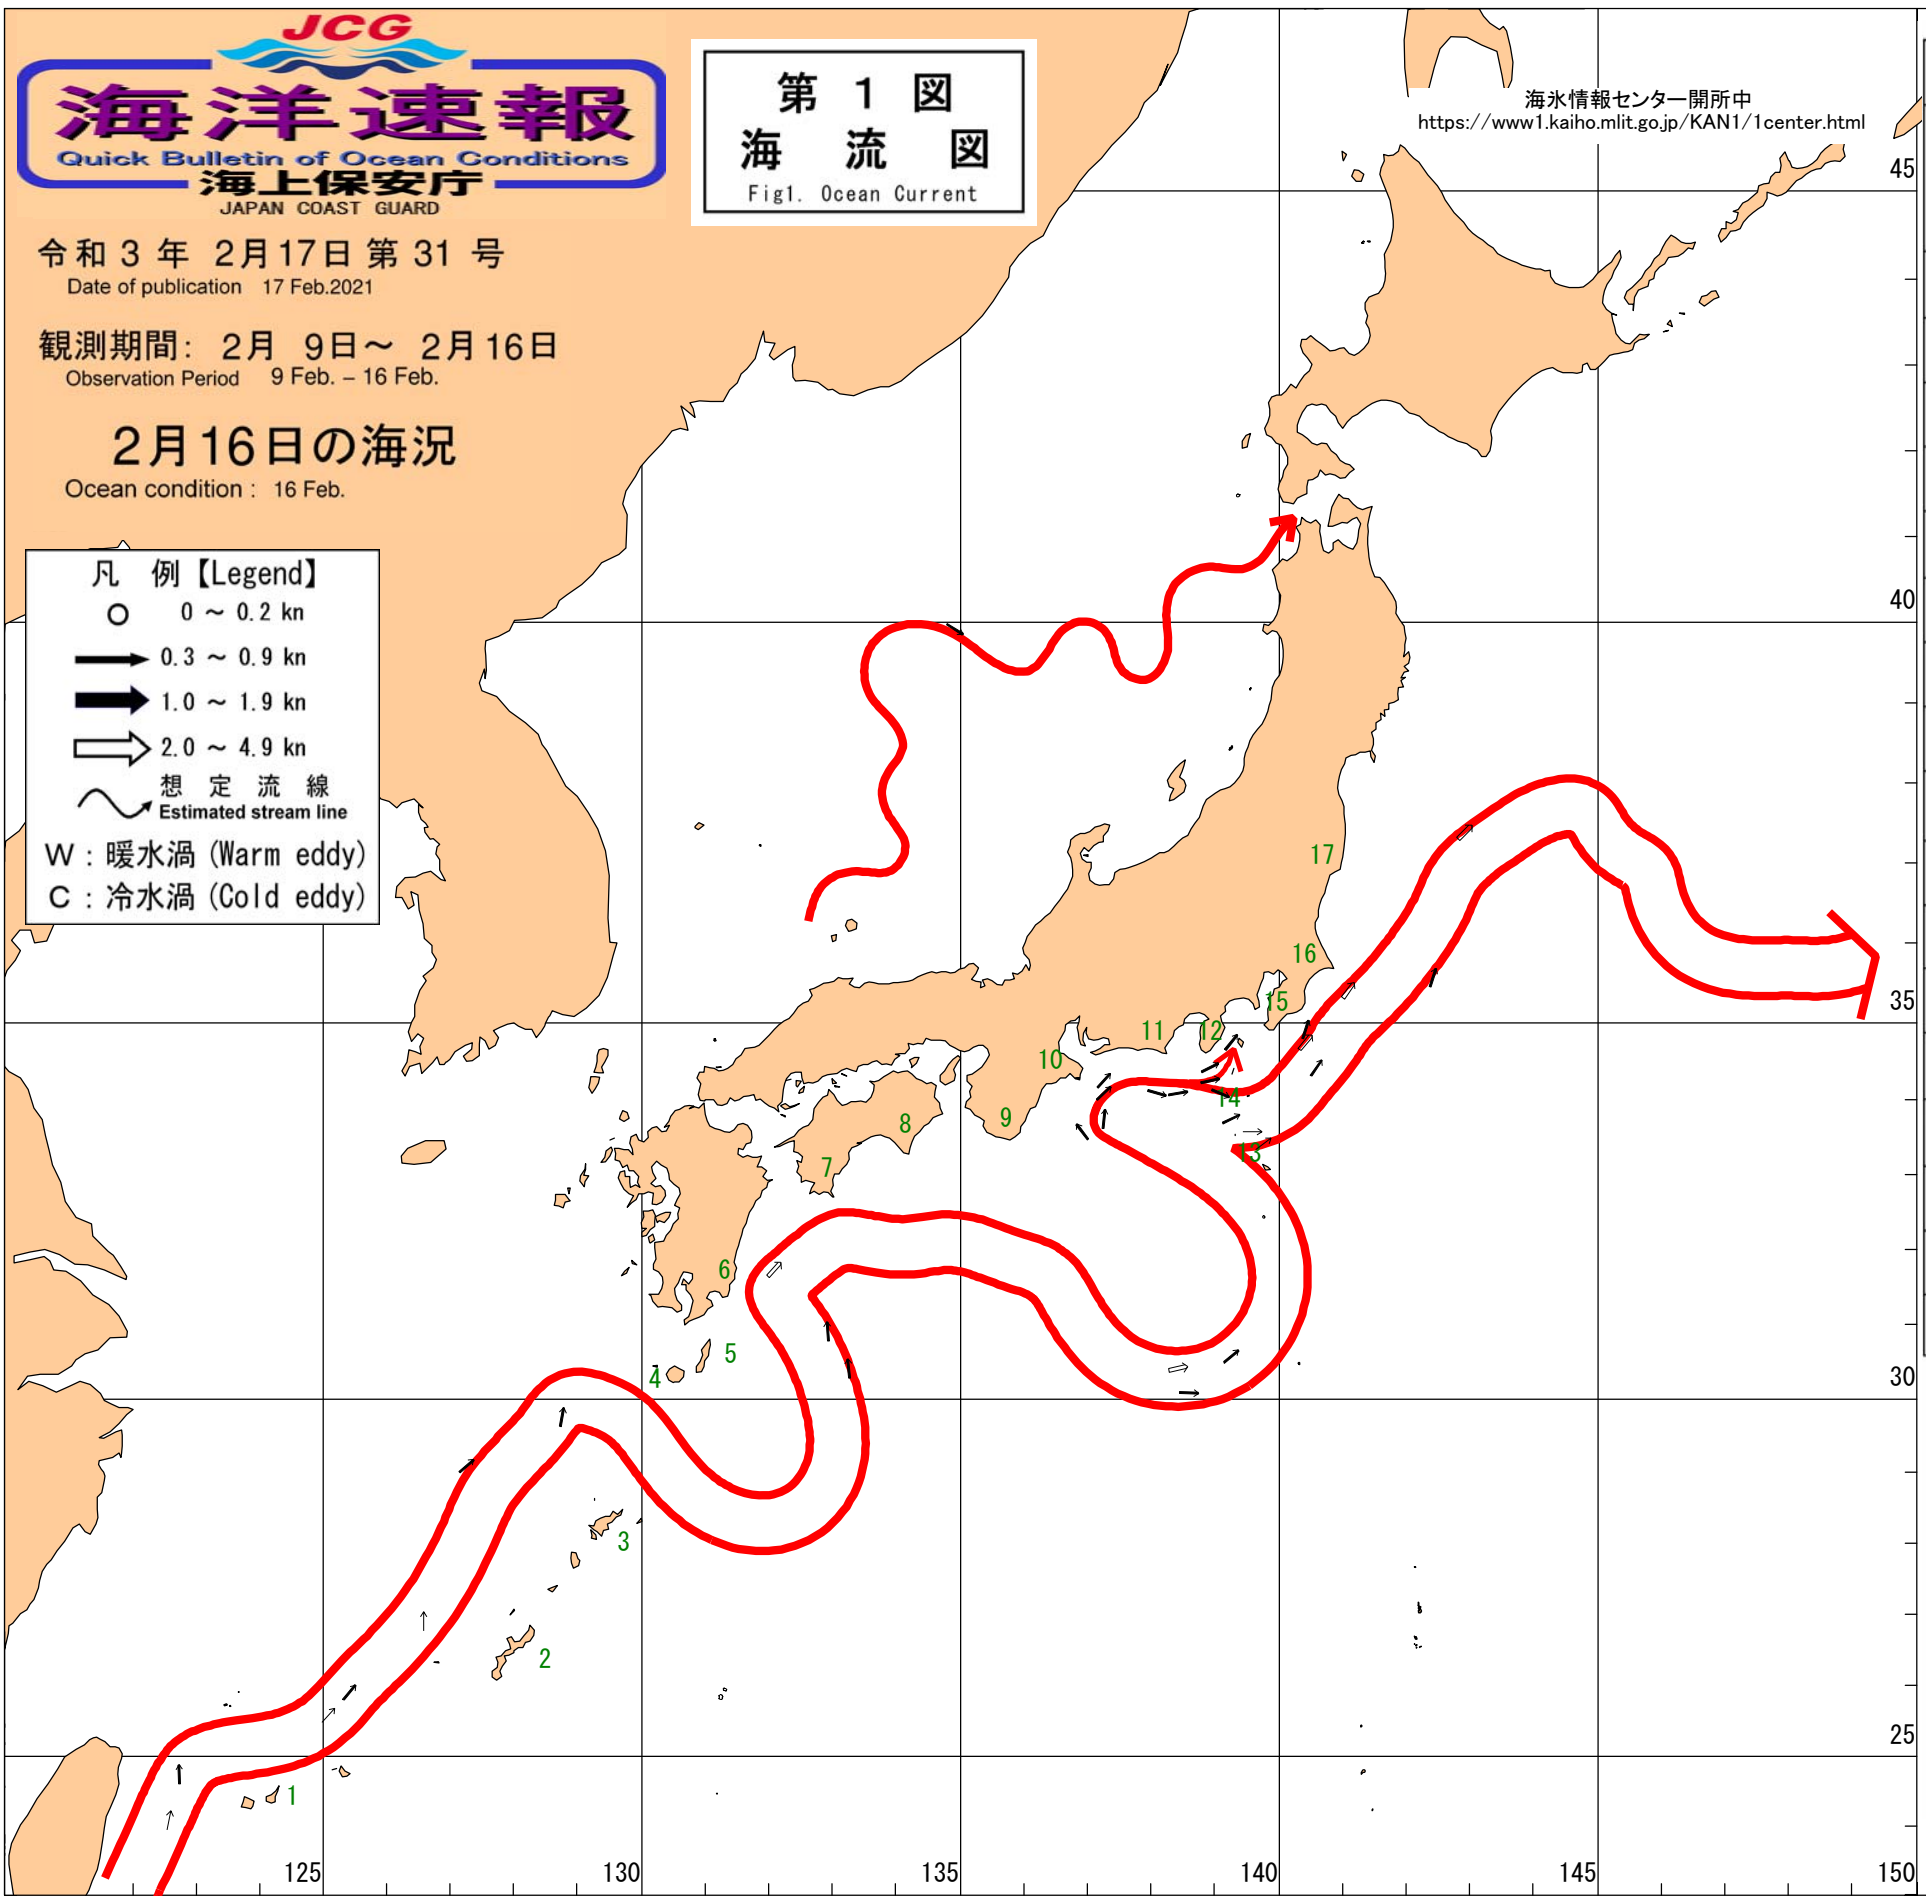 JCG
海洋速報
Quick Bulletin of Ocean Conditions
海上保安庁
JAPAN COAST GUARD
第 1 図
海 流 図
Fig1. Ocean Current
海氷情報センター開所中
https://www1.kaiho.mlit.go.jp/KAN1/1center.html
令和 3 年 2月17日 第 31 号
Date of publication 17 Feb.2021
観測期間: 2月 9日～ 2月16日
Observation Period 9 Feb. – 16 Feb.
2月16日の海況
Ocean condition : 16 Feb.
凡 例【Legend】
0 ～ 0.2 kn
0.3 ～ 0.9 kn
1.0 ～ 1.9 kn
2.0 ～ 4.9 kn
想 定 流 線
Estimated stream line
W : 暖水渦 (Warm eddy)
C : 冷水渦 (Cold eddy)
45
40
17
16
35
15
12
11
10
14
9
8
13
7
6
5
4
30
3
2
25
1
125
130
135
140
145
150